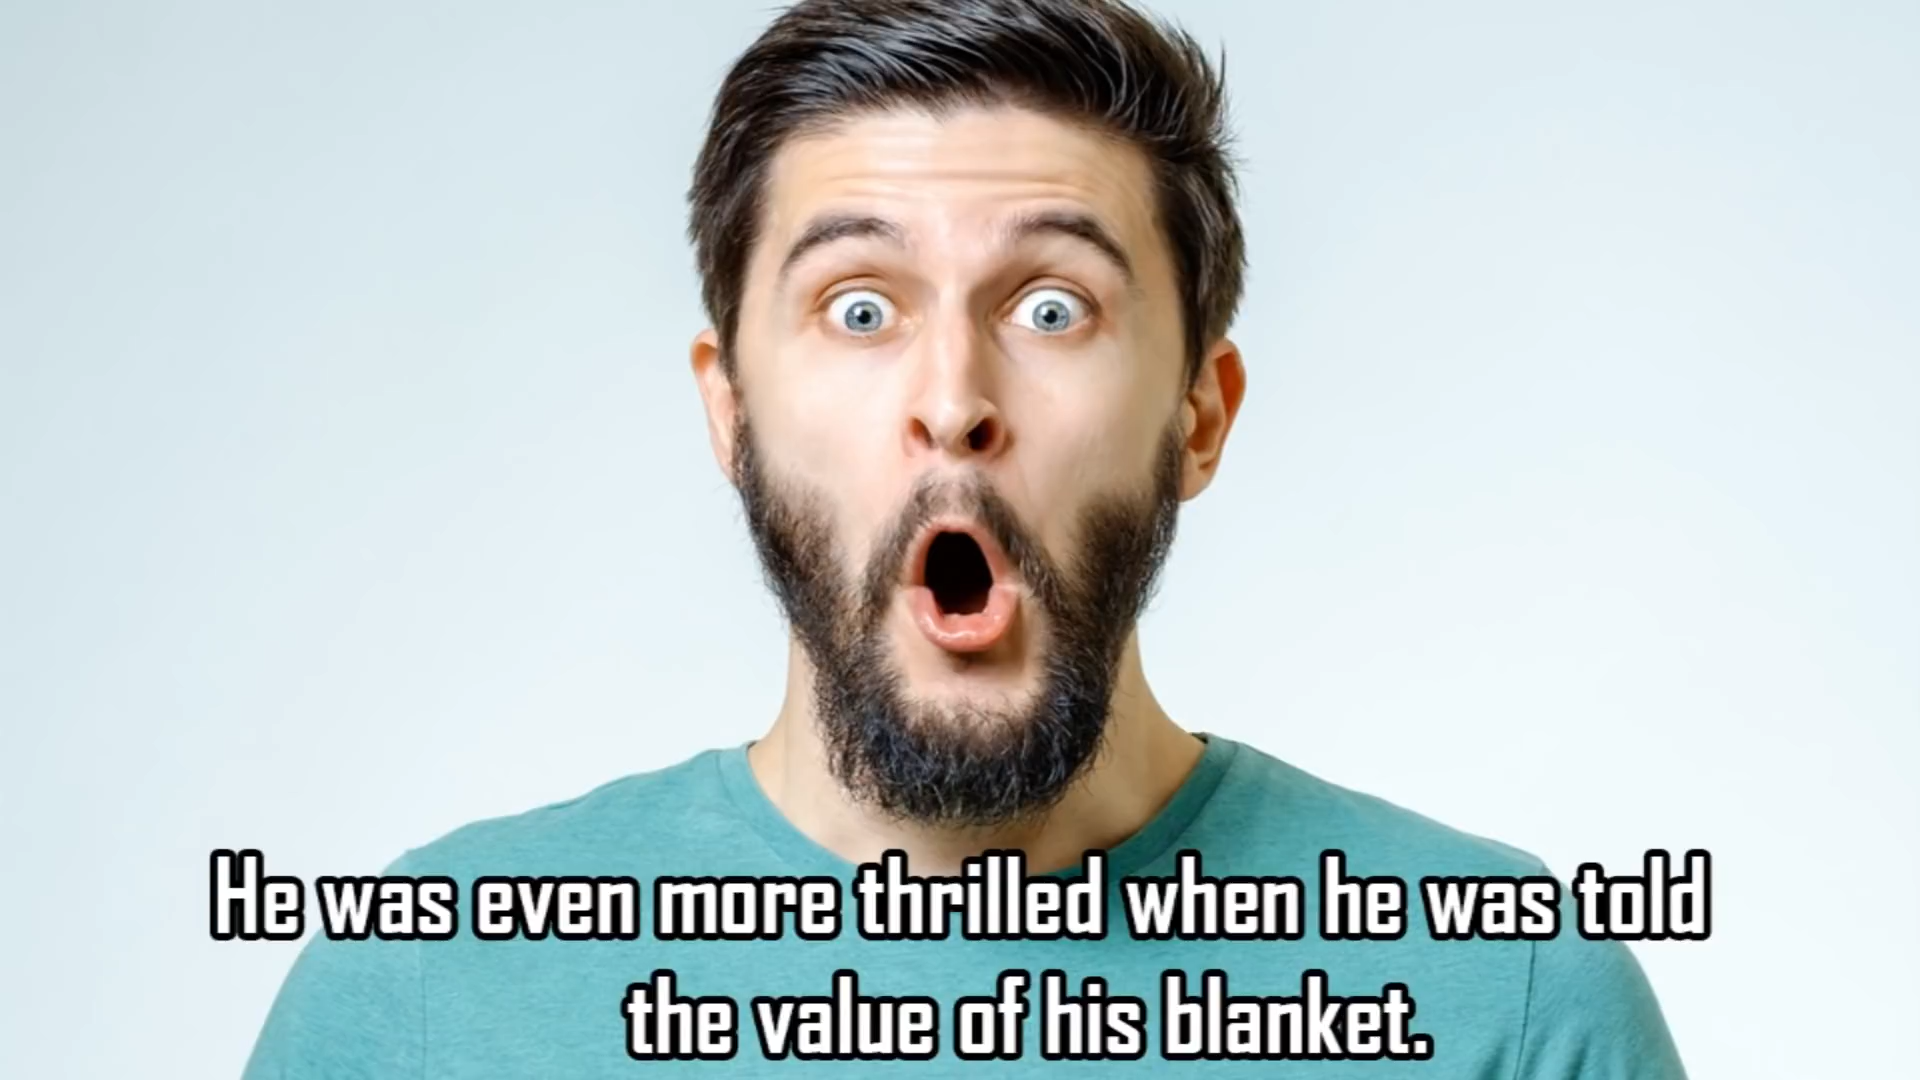 He was even more thrilled when he was told
the value of his blanket.